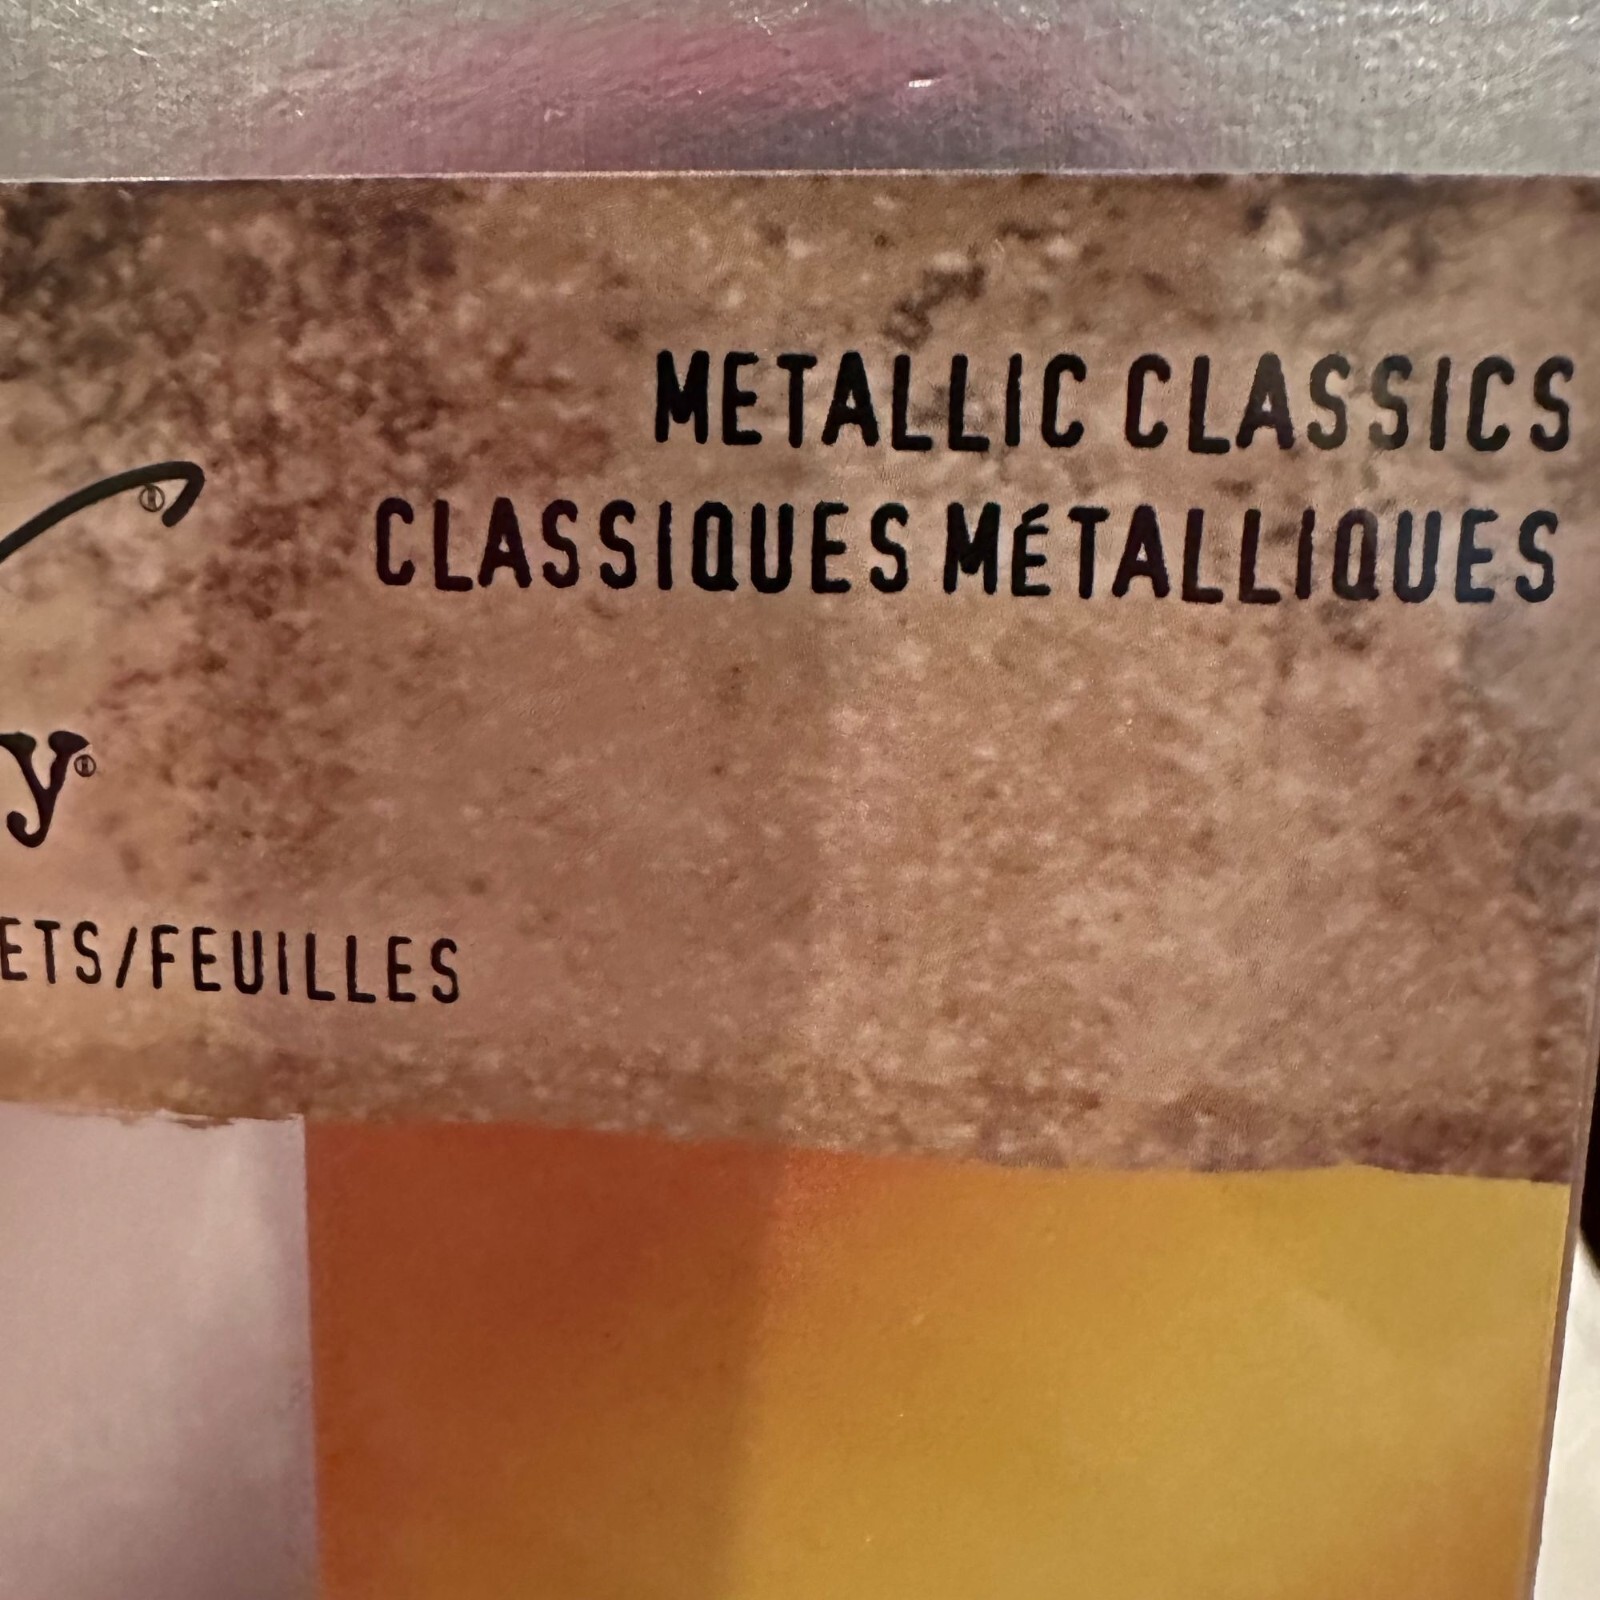 METALLIC CLASSICS
CLASSIQUES MÉTALLIQUES
y®
ETS/FEUILLES